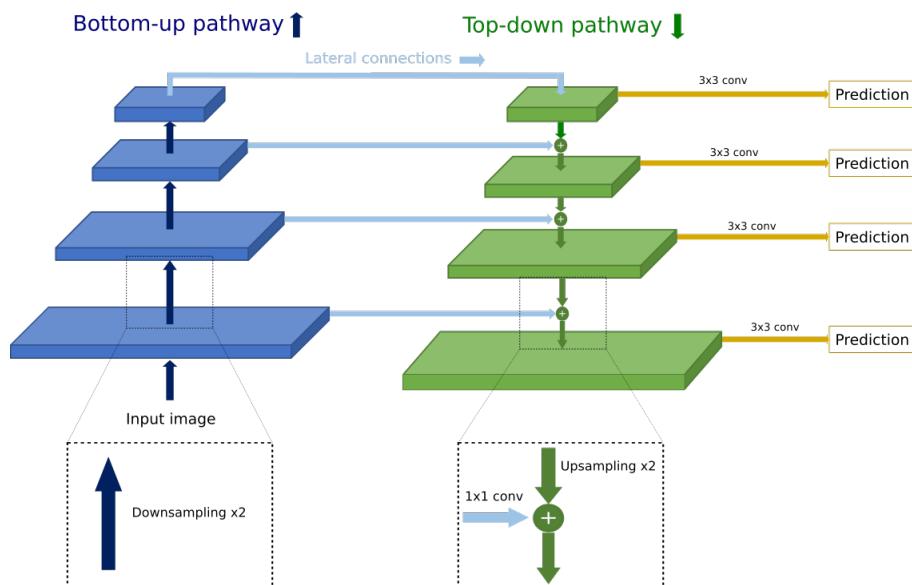 Bottom-up pathway
Top-down pathway
Lateral connections
3x3 conv
Prediction
3x3 conv
Prediction
3x3 conv
Prediction
3x3 conv
Prediction
Input image
Downsampling x2
Upsampling x2
1x1 conv
+
+
+
+